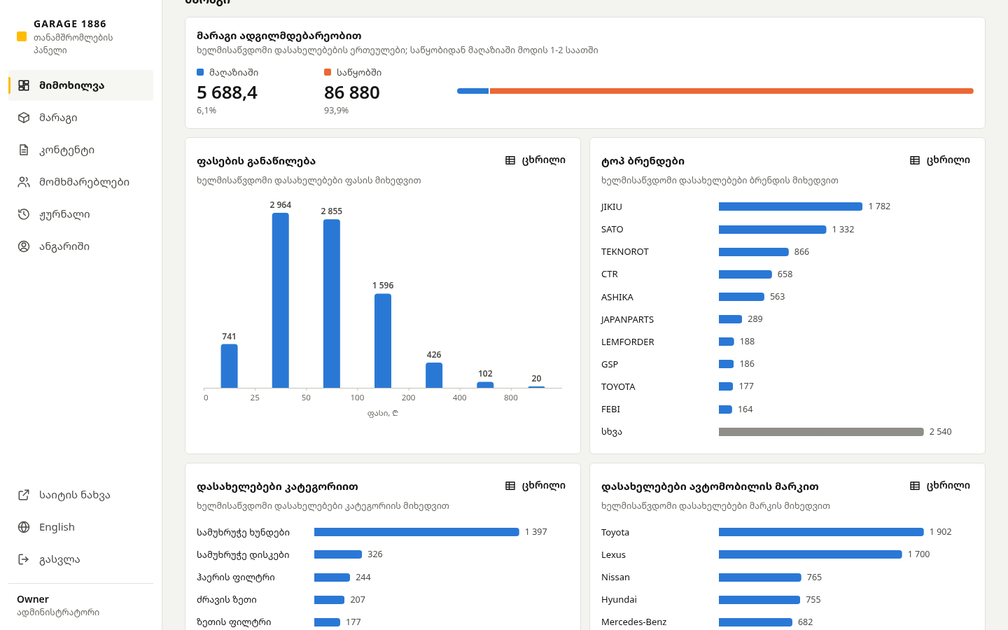 GARAGE 1886
თანამშრომლების
პანელი
მიმოხილვა
მარაგი
კონტენტი
მომხმარებლები
ჟურნალი
ანგარიში
საიტის ნახვა
English
გასვლა
Owner
ადმინისტრატორი
მარაგი ადგილმდებარეობით
ხელმისაწვდომი დასახელებების ერთეულები; საწყობიდან მაღაზიაში მოდის 1-2 საათში
მაღაზიაში
5 688,4
6,1%
საწყობში
86 880
93,9%
ფასების განაწილება
ცხრილი
ხელმისაწვდომი დასახელებები ფასის მიხედვით
2 964
2 855
1 596
741
426
102
20
0 25 50 100 200 400 800
ფასი, ₾
ტოპ ბრენდები
ცხრილი
ხელმისაწვდომი დასახელებები ბრენდის მიხედვით
JIKIU 1 782
SATO 1 332
TEKNOROT 866
CTR 658
ASHIKA 563
JAPANPARTS 289
LEMFORDER 188
GSP 186
TOYOTA 177
FEBI 164
სხვა 2 540
დასახელებები კატეგორიით
ცხრილი
ხელმისაწვდომი დასახელებები კატეგორიის მიხედვით
სამუხრუჭე ხუნდები 1 397
სამუხრუჭე დისკები 326
ჰაერის ფილტრი 244
ძრავის ზეთი 207
ზეთის ფილტრი 177
დასახელებები ავტომობილის მარკით
ცხრილი
ხელმისაწვდომი დასახელებები მარკის მიხედვით
Toyota 1 902
Lexus 1 700
Nissan 765
Hyundai 755
Mercedes-Benz 682